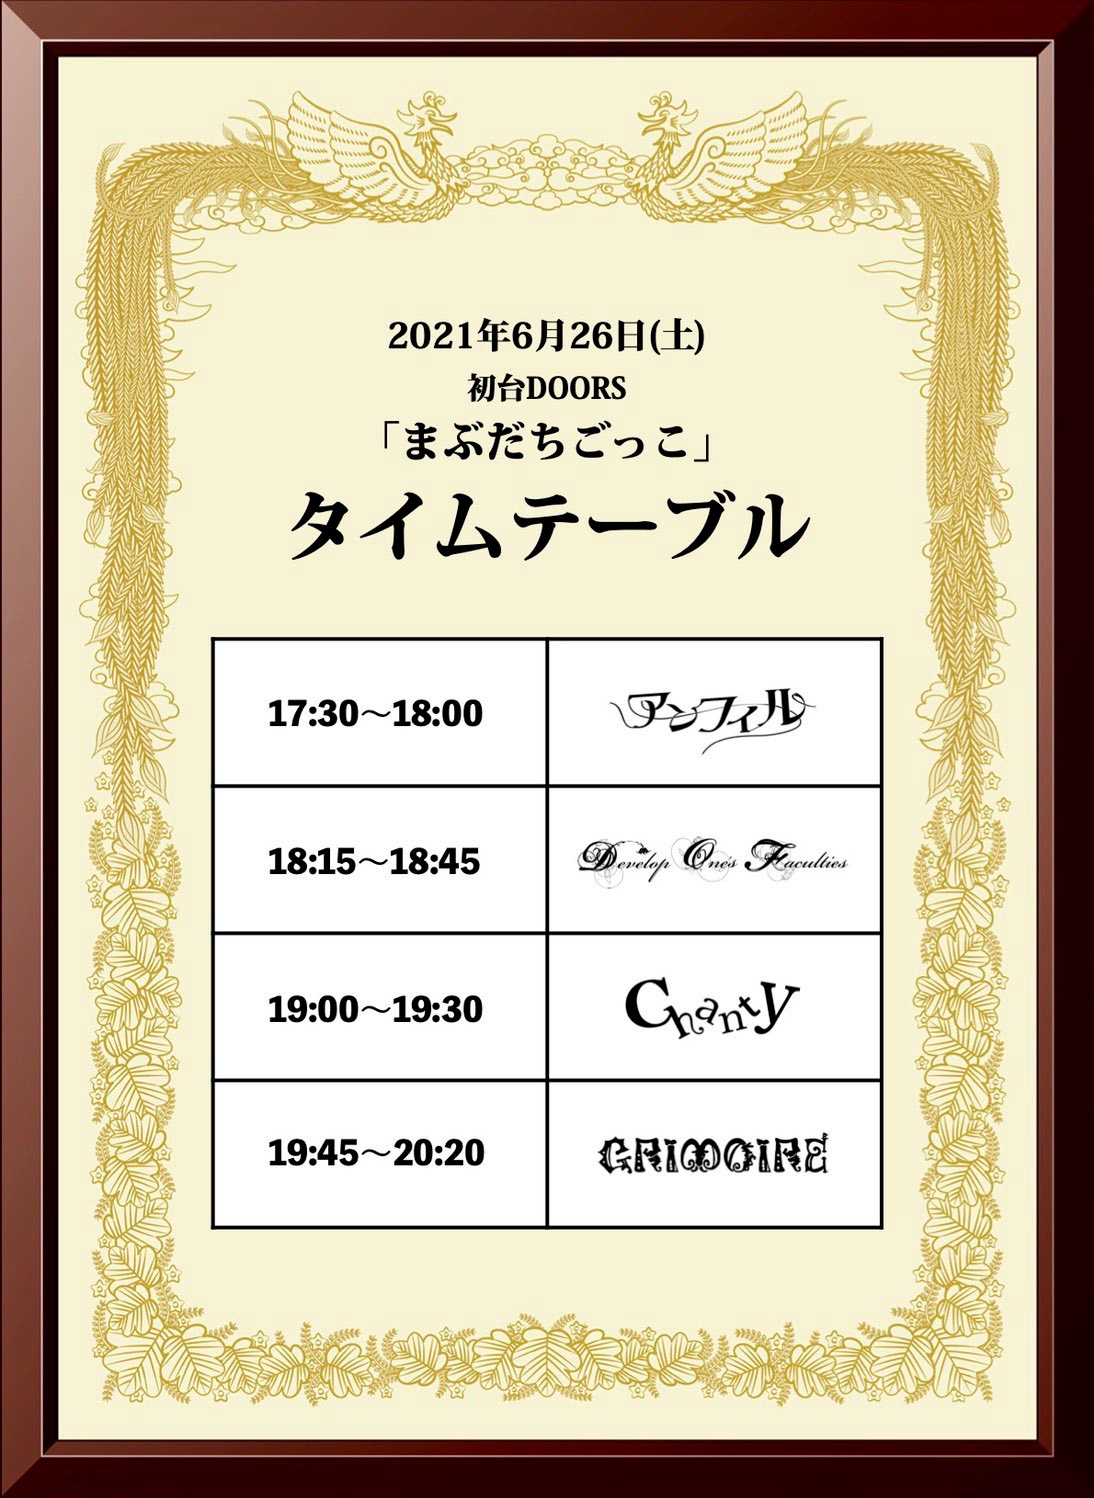 2021年6月26日(土)
初台DOORS
「まぶだちごっこ」
タイムテーブル
17:30〜18:00 アンフィル
18:15〜18:45 Develop One's Faculties
19:00〜19:30 Chanty
19:45〜20:20 GRIMOIRE